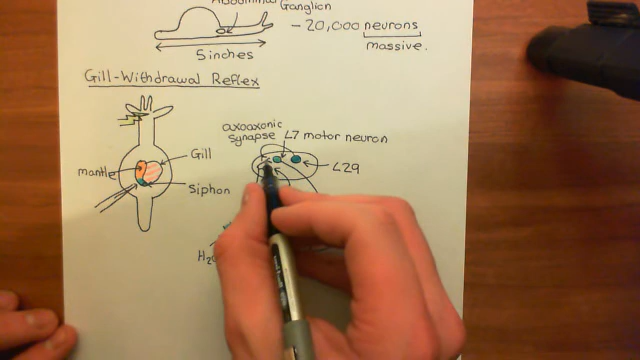 Abdominal
Ganglion
- 20,000 neurons
massive.
5 inches
Gill-Withdrawal Reflex
axoaxonic
synapse
L7 motor neuron
Gill
mantle
L29
Siphon